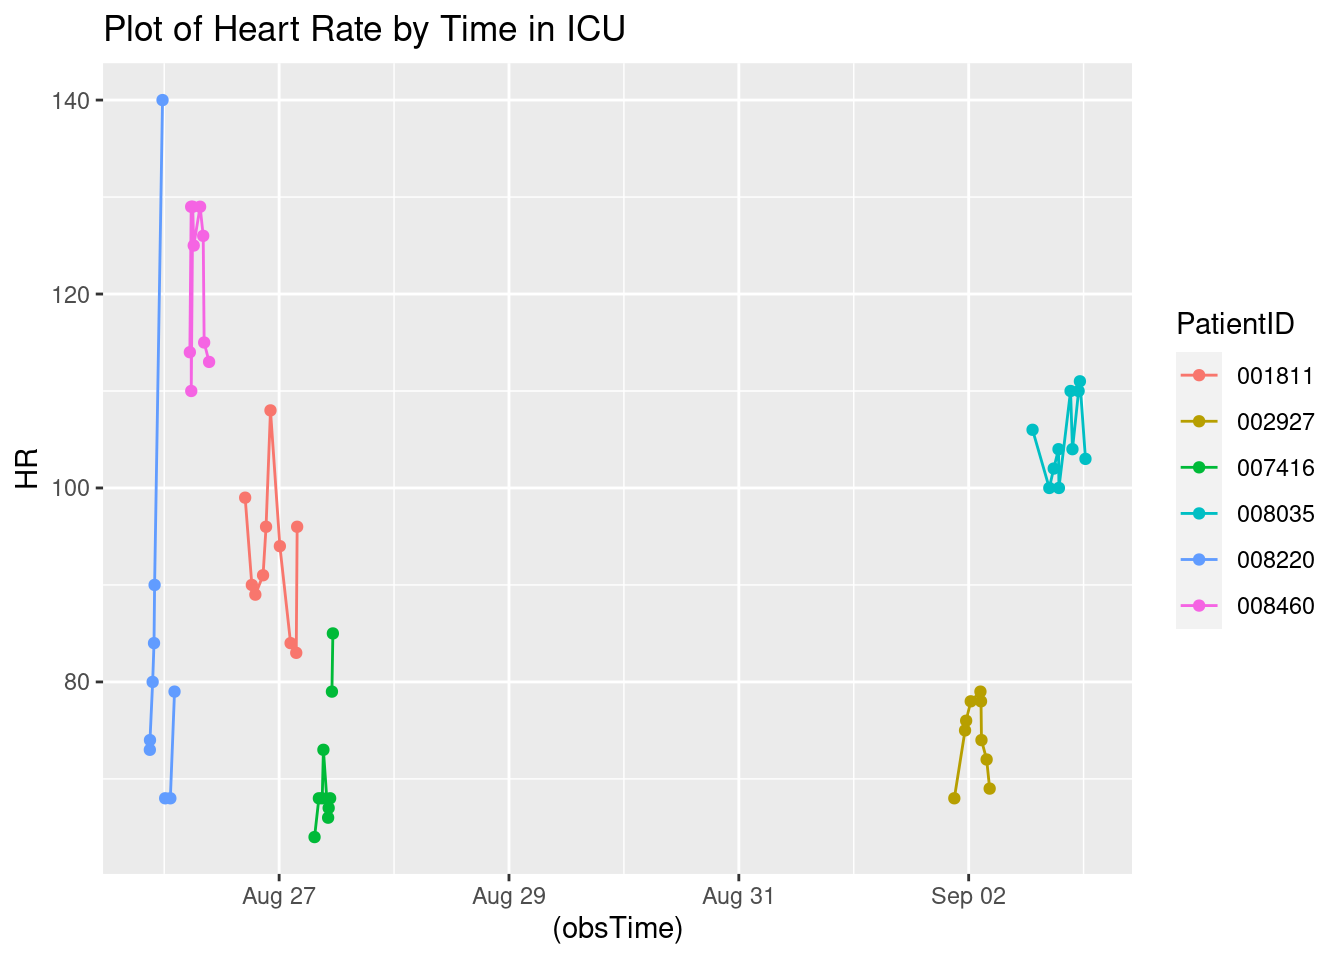 Plot of Heart Rate by Time in ICU
140
120
100
80
HR
Aug 27
Aug 29
Aug 31
Sep 02
(obsTime)
PatientID
001811
002927
007416
008035
008220
008460